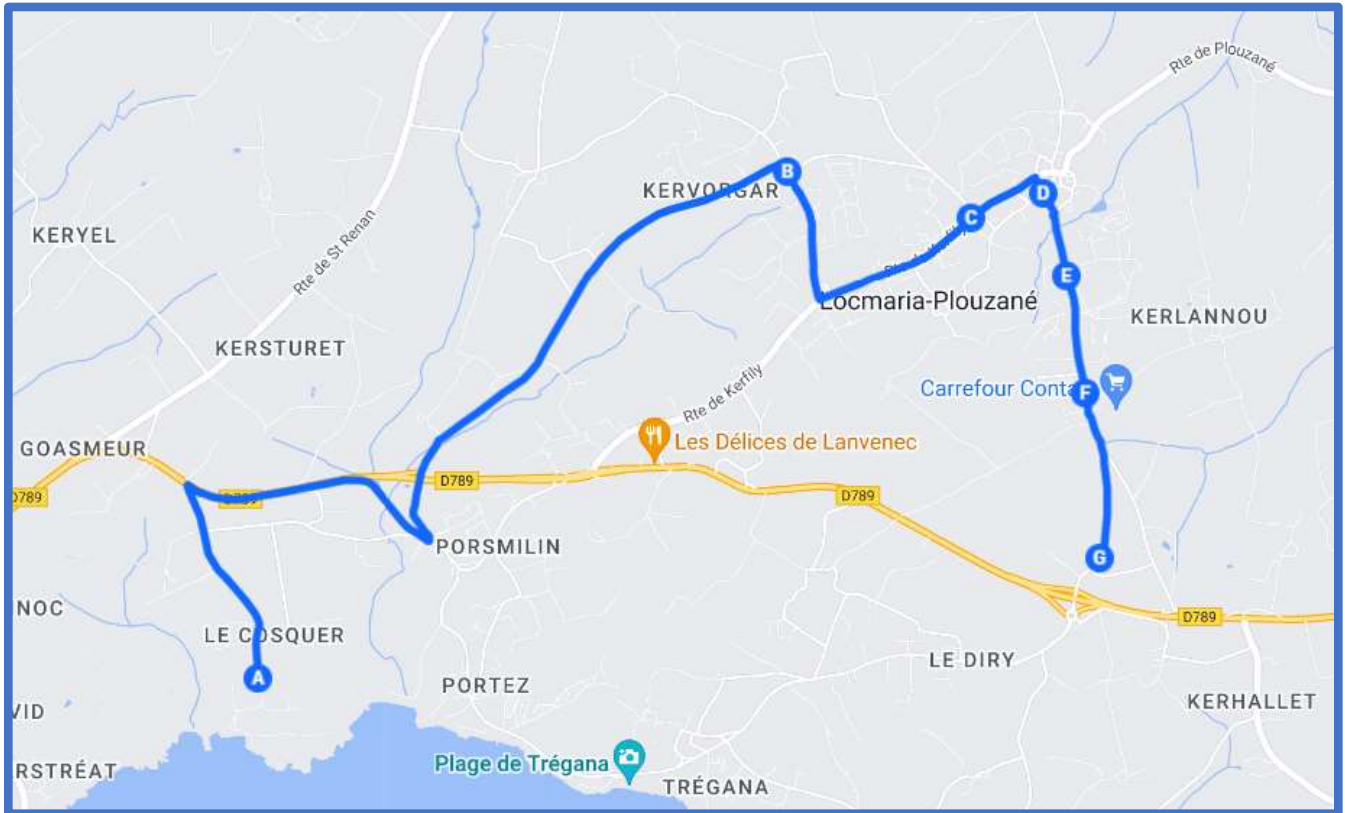 Rte de Plouzané
B
KERVORGAR
D
C
Rte de St Renan
KERYEL
E
Locmaria-Plouzané
KERLANNOU
KERSTURET
Rte de Kerfily
Carrefour Conta
F
GOASMEUR
Les Délices de Lanvenec
D789
D789
D789
PORSMILIN
G
NOC
D789
LE COSQUER
LE DIRY
A
PORTEZ
KERHALLET
VID
Plage de Trégana
RSTRÉAT
TRÉGANA